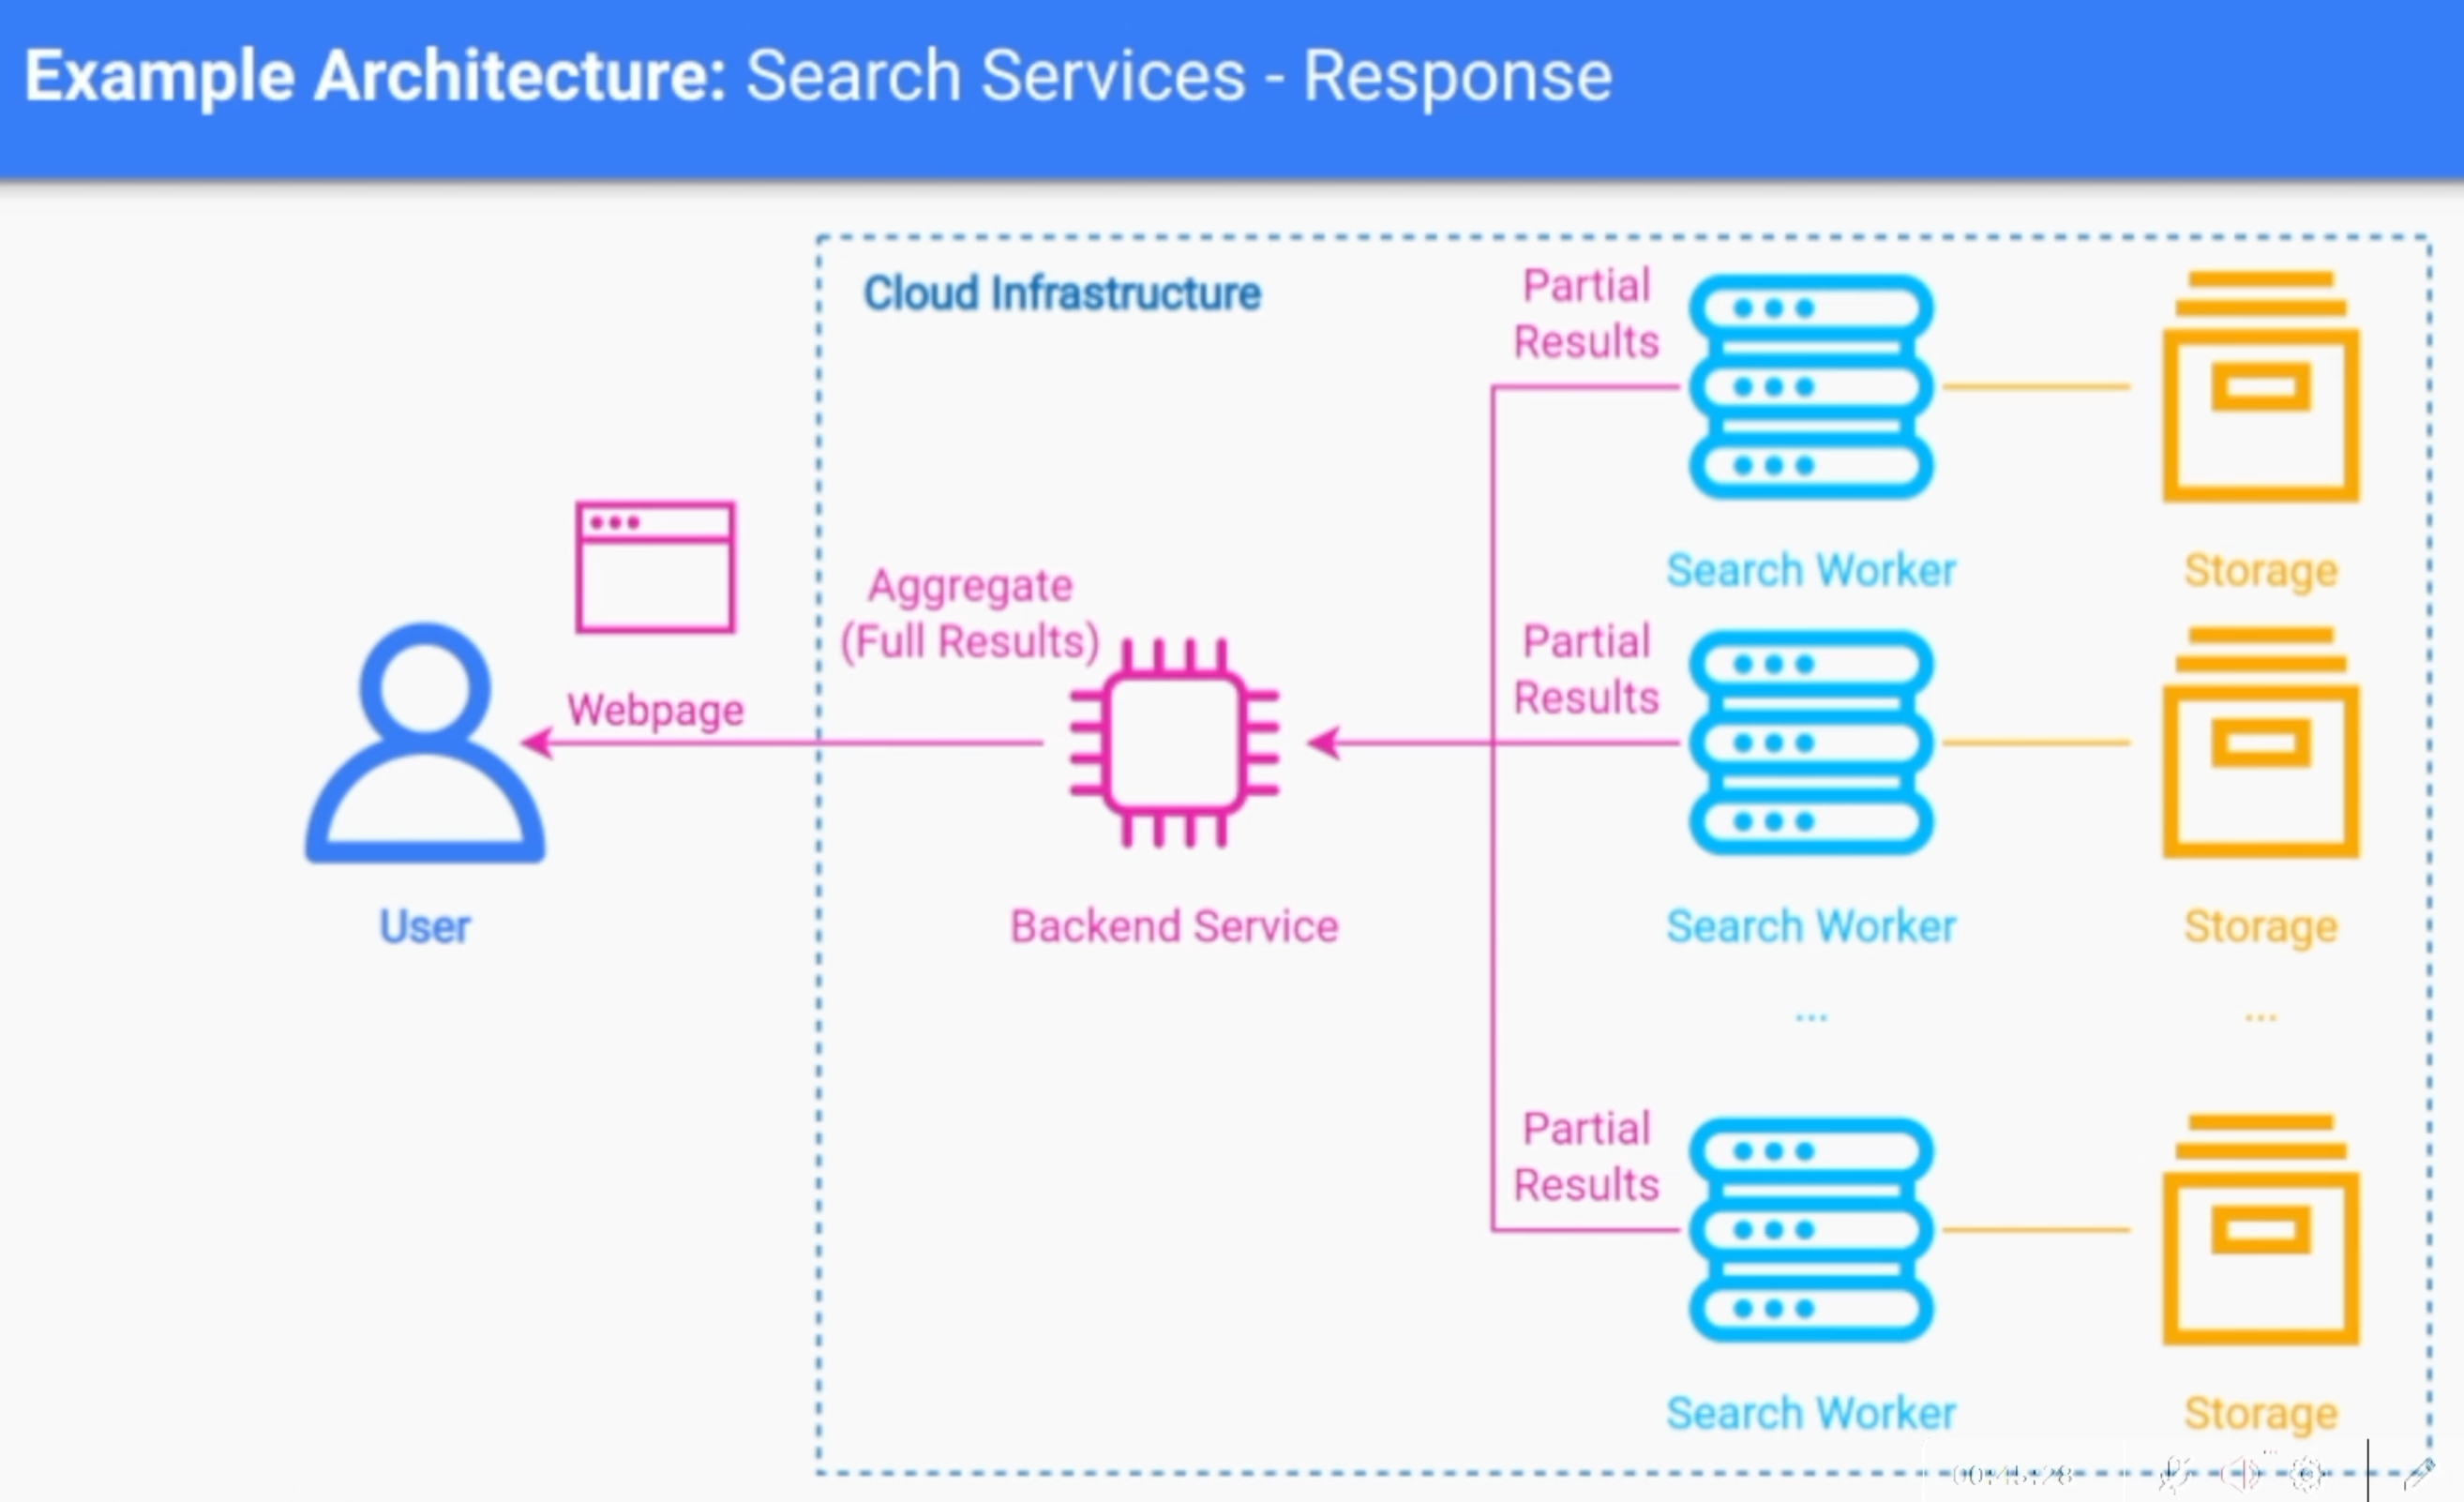 Example Architecture: Search Services - Response
Cloud Infrastructure
Partial
Results
Search Worker
Storage
Aggregate
(Full Results)
Webpage
Partial
Results
User
Backend Service
Search Worker
Storage
...
...
Partial
Results
Search Worker
Storage